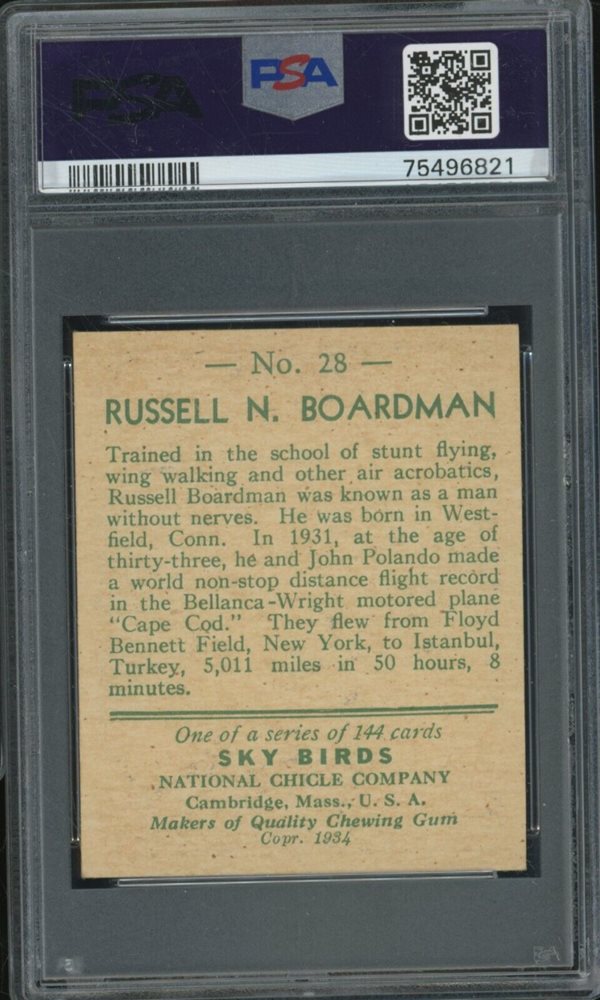 PSA
PSA
75496821
— No. 28 —
RUSSELL N. BOARDMAN
Trained in the school of stunt flying,
wing walking and other air acrobatics,
Russell Boardman was known as a man
without nerves. He was born in West-
field, Conn. In 1931, at the age of
thirty-three, he and John Polando made
a world non-stop distance flight record
in the Bellanca-Wright motored plane
“Cape Cod.” They flew from Floyd
Bennett Field, New York, to Istanbul,
Turkey, 5,011 miles in 50 hours, 8
minutes.
One of a series of 144 cards
SKY BIRDS
NATIONAL CHICLE COMPANY
Cambridge, Mass., U. S. A.
Makers of Quality Chewing Gum
Copr. 1934